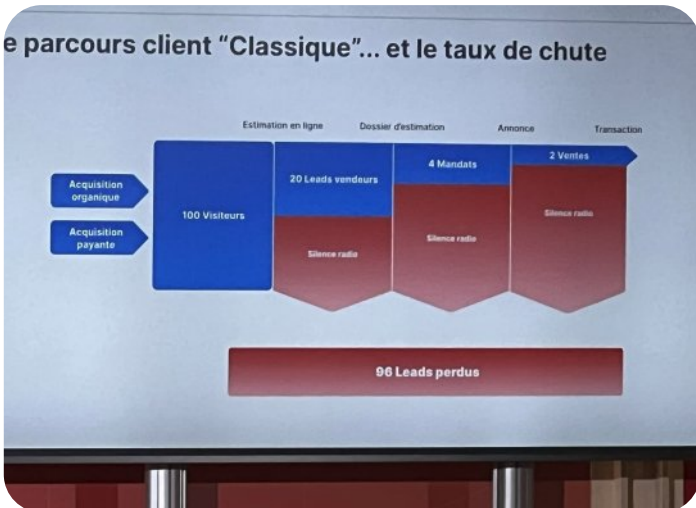 e parcours client “Classique”... et le taux de chute
Estimation en ligne
Dossier d'estimation
Annonce
Transaction
Acquisition
organique
Acquisition
payante
100 Visiteurs
20 Leads vendeurs
4 Mandats
2 Ventes
Silence radio
Silence radio
Silence radio
96 Leads perdus